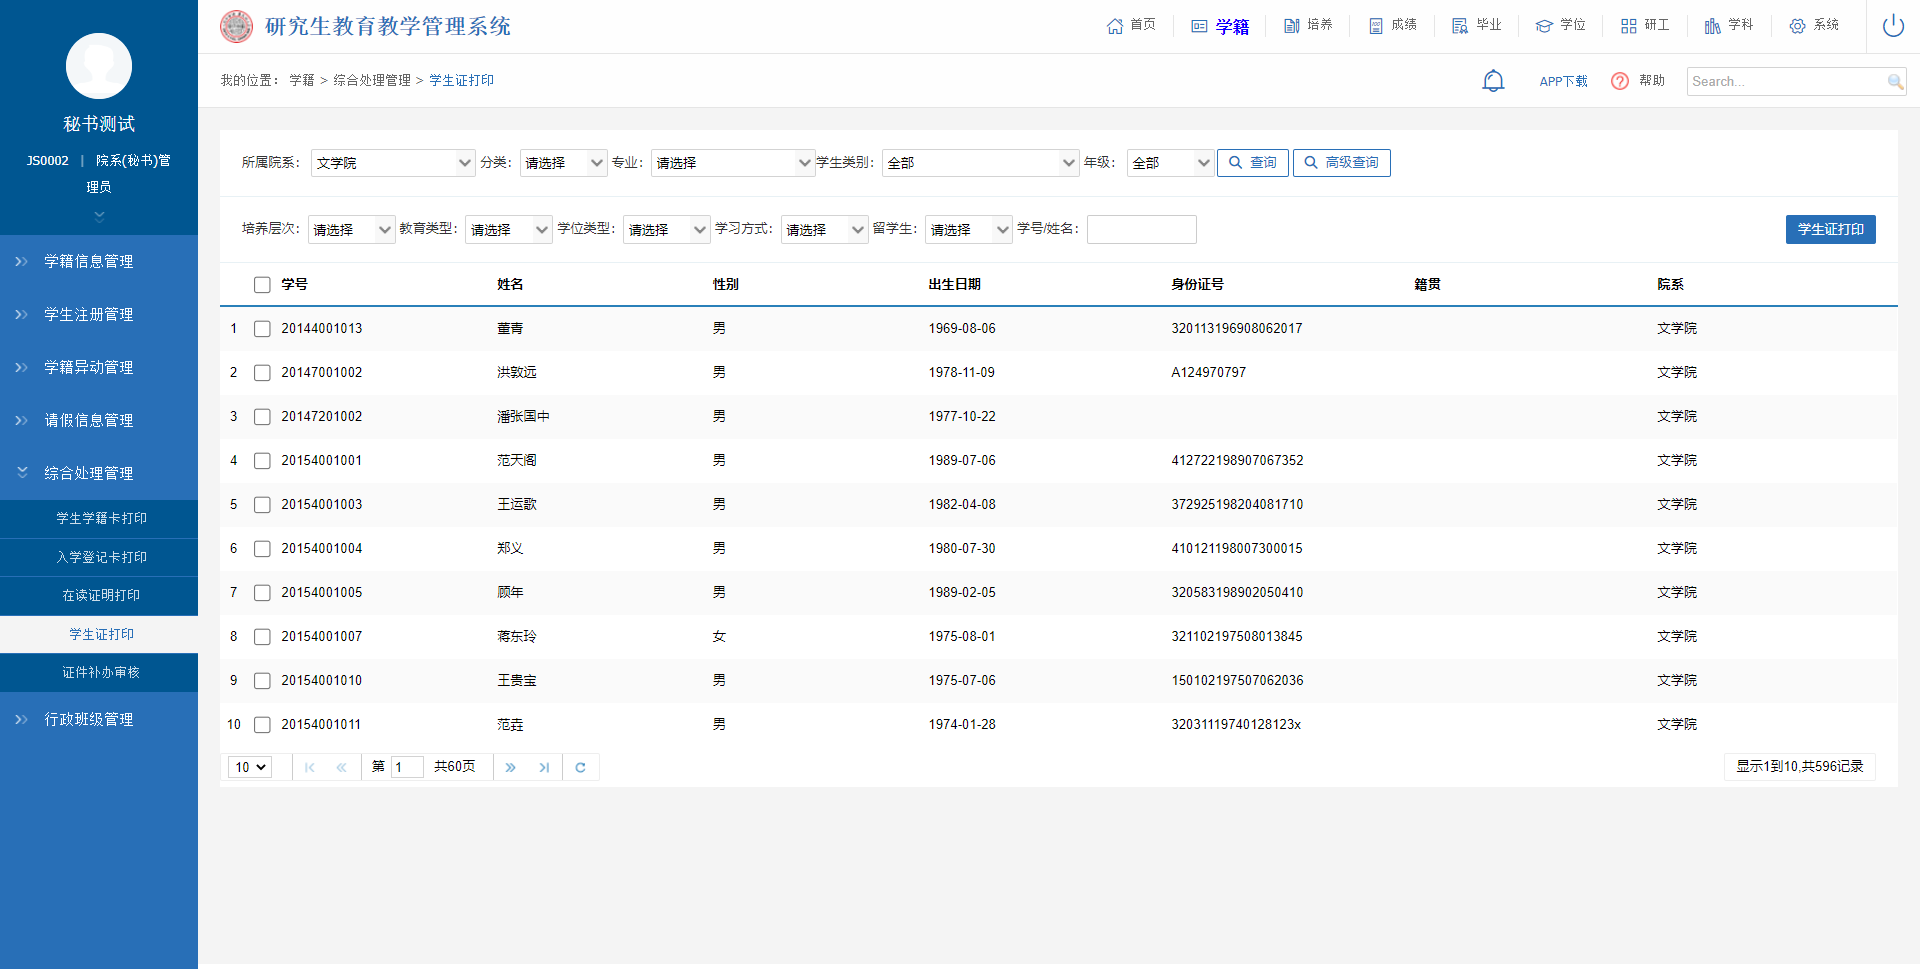 研究生教育教学管理系统
首页 学籍 培养 成绩 毕业 学位 研工 学科 系统
我的位置： 学籍 > 综合处理管理 > 学生证打印
APP下载 帮助 Search...
秘书测试
JS0002 | 院系(秘书)管
理员
学籍信息管理
学生注册管理
学籍异动管理
请假信息管理
综合处理管理
学生学籍卡打印
入学登记卡打印
在读证明打印
学生证打印
证件补办审核
行政班级管理
所属院系： 文学院 分类： 请选择 专业： 请选择 学生类别： 全部 年级： 全部 查询 高级查询
培养层次： 请选择 教育类型： 请选择 学位类型： 请选择 学习方式： 请选择 留学生： 请选择 学号/姓名： 学生证打印
学号 姓名 性别 出生日期 身份证号 籍贯 院系
1 20144001013 董青 男 1969-08-06 320113196908062017 文学院
2 20147001002 洪敦远 男 1978-11-09 A124970797 文学院
3 20147201002 潘张国中 男 1977-10-22 文学院
4 20154001001 范天阁 男 1989-07-06 412722198907067352 文学院
5 20154001003 王运歌 男 1982-04-08 372925198204081710 文学院
6 20154001004 郑义 男 1980-07-30 410121198007300015 文学院
7 20154001005 顾年 男 1989-02-05 320583198902050410 文学院
8 20154001007 蒋东玲 女 1975-08-01 321102197508013845 文学院
9 20154001010 王贵宝 男 1975-07-06 150102197507062036 文学院
10 20154001011 范垚 男 1974-01-28 32031119740128123x 文学院
10 第 1 共60页 显示1到10,共596记录